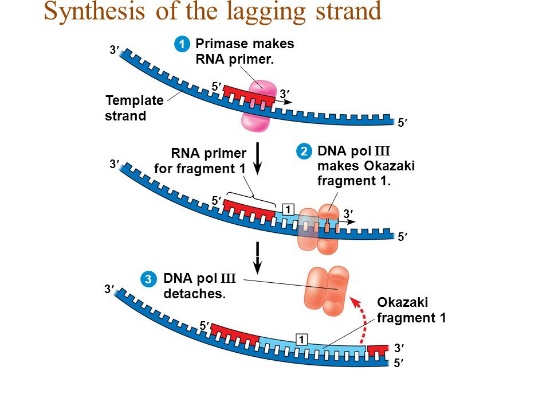 Synthesis of the lagging strand
1 Primase makes
RNA primer.
3′
5′
3′
Template
strand
5′
RNA primer
for fragment 1
2 DNA pol III
makes Okazaki
fragment 1.
3′
5′
1
3′
5′
3 DNA pol III
detaches.
3′
Okazaki
fragment 1
5′
1
3′
5′